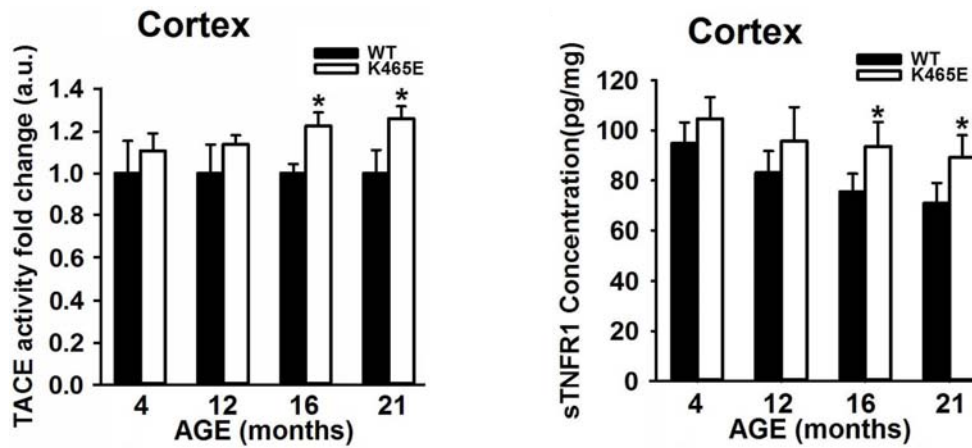 Cortex
WT
K465E
TACE activity fold change (a.u.)
1.4
1.2
1.0
0.8
0.6
0.4
0.2
0.0
*
*
4 12 16 21
AGE (months)
Cortex
WT
K465E
sTNFR1 Concentration(pg/mg)
120
100
80
60
40
20
0
*
*
4 12 16 21
AGE (months)